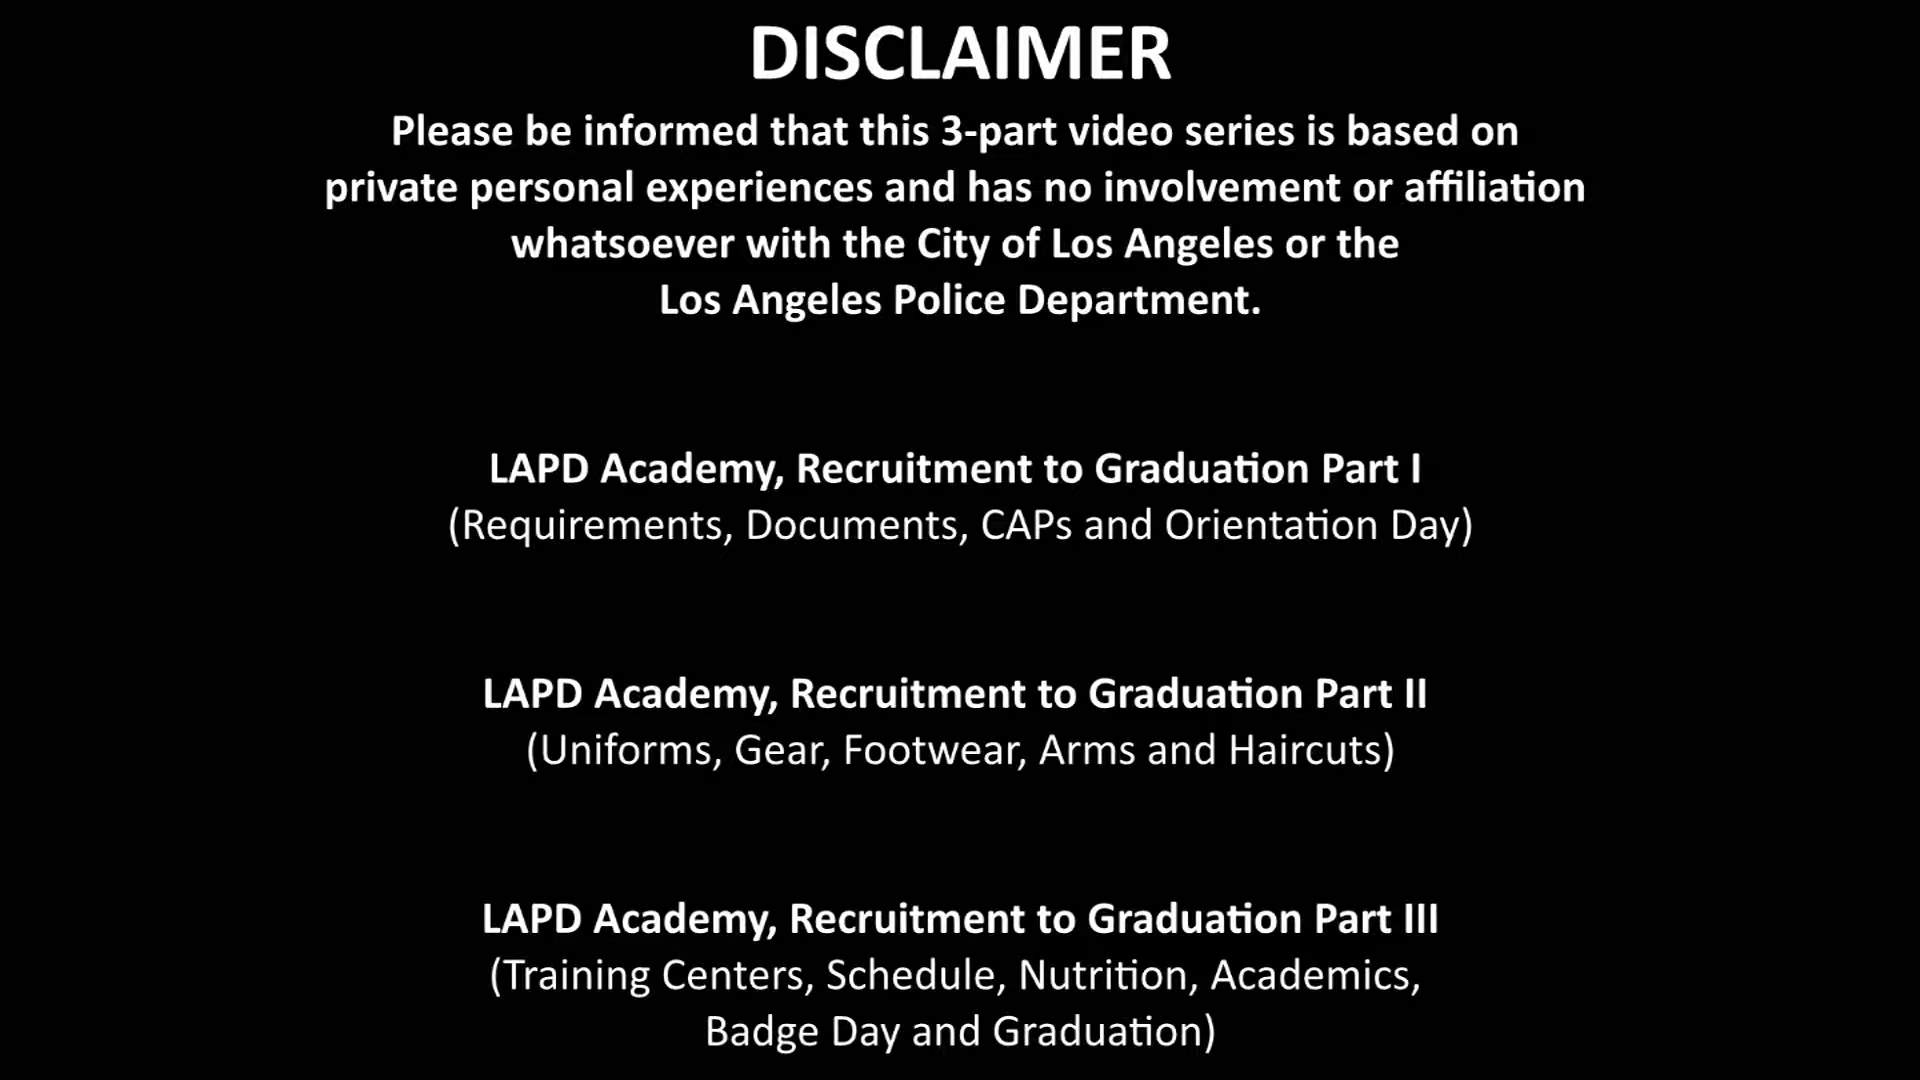 DISCLAIMER
Please be informed that this 3-part video series is based on
private personal experiences and has no involvement or affiliation
whatsoever with the City of Los Angeles or the
Los Angeles Police Department.
LAPD Academy, Recruitment to Graduation Part I
(Requirements, Documents, CAPs and Orientation Day)
LAPD Academy, Recruitment to Graduation Part II
(Uniforms, Gear, Footwear, Arms and Haircuts)
LAPD Academy, Recruitment to Graduation Part III
(Training Centers, Schedule, Nutrition, Academics,
Badge Day and Graduation)